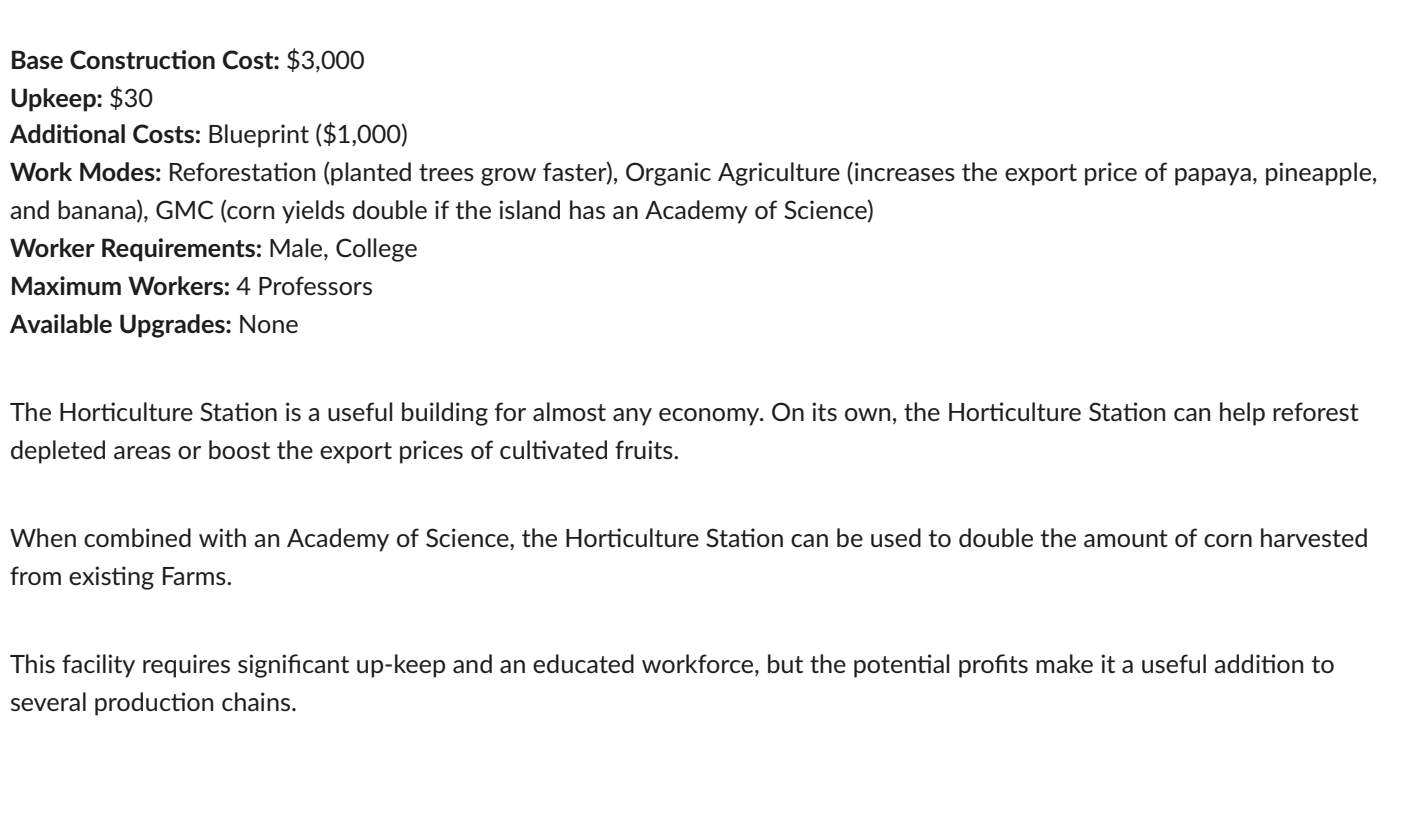 Base Construction Cost: $3,000
Upkeep: $30
Additional Costs: Blueprint ($1,000)
Work Modes: Reforestation (planted trees grow faster), Organic Agriculture (increases the export price of papaya, pineapple,
and banana), GMC (corn yields double if the island has an Academy of Science)
Worker Requirements: Male, College
Maximum Workers: 4 Professors
Available Upgrades: None
The Horticulture Station is a useful building for almost any economy. On its own, the Horticulture Station can help reforest
depleted areas or boost the export prices of cultivated fruits.
When combined with an Academy of Science, the Horticulture Station can be used to double the amount of corn harvested
from existing Farms.
This facility requires significant up-keep and an educated workforce, but the potential profits make it a useful addition to
several production chains.